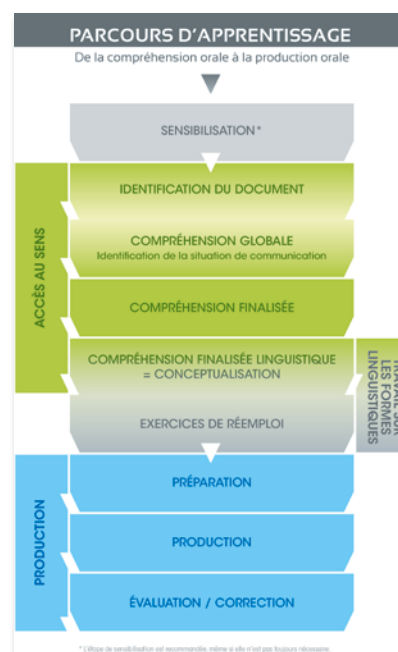 PARCOURS D'APPRENTISSAGE
De la compréhension orale à la production orale
SENSIBILISATION*
ACCÈS AU SENS
IDENTIFICATION DU DOCUMENT
COMPRÉHENSION GLOBALE
Identification de la situation de communication
COMPRÉHENSION FINALISÉE
COMPRÉHENSION FINALISÉE LINGUISTIQUE
= CONCEPTUALISATION
EXERCICES DE RÉEMPLOI
TRAVAIL SUR
LES FORMES
LINGUISTIQUES
PRODUCTION
PRÉPARATION
PRODUCTION
ÉVALUATION / CORRECTION
* L'étape de sensibilisation est recommandée, même si elle n'est pas toujours nécessaire.